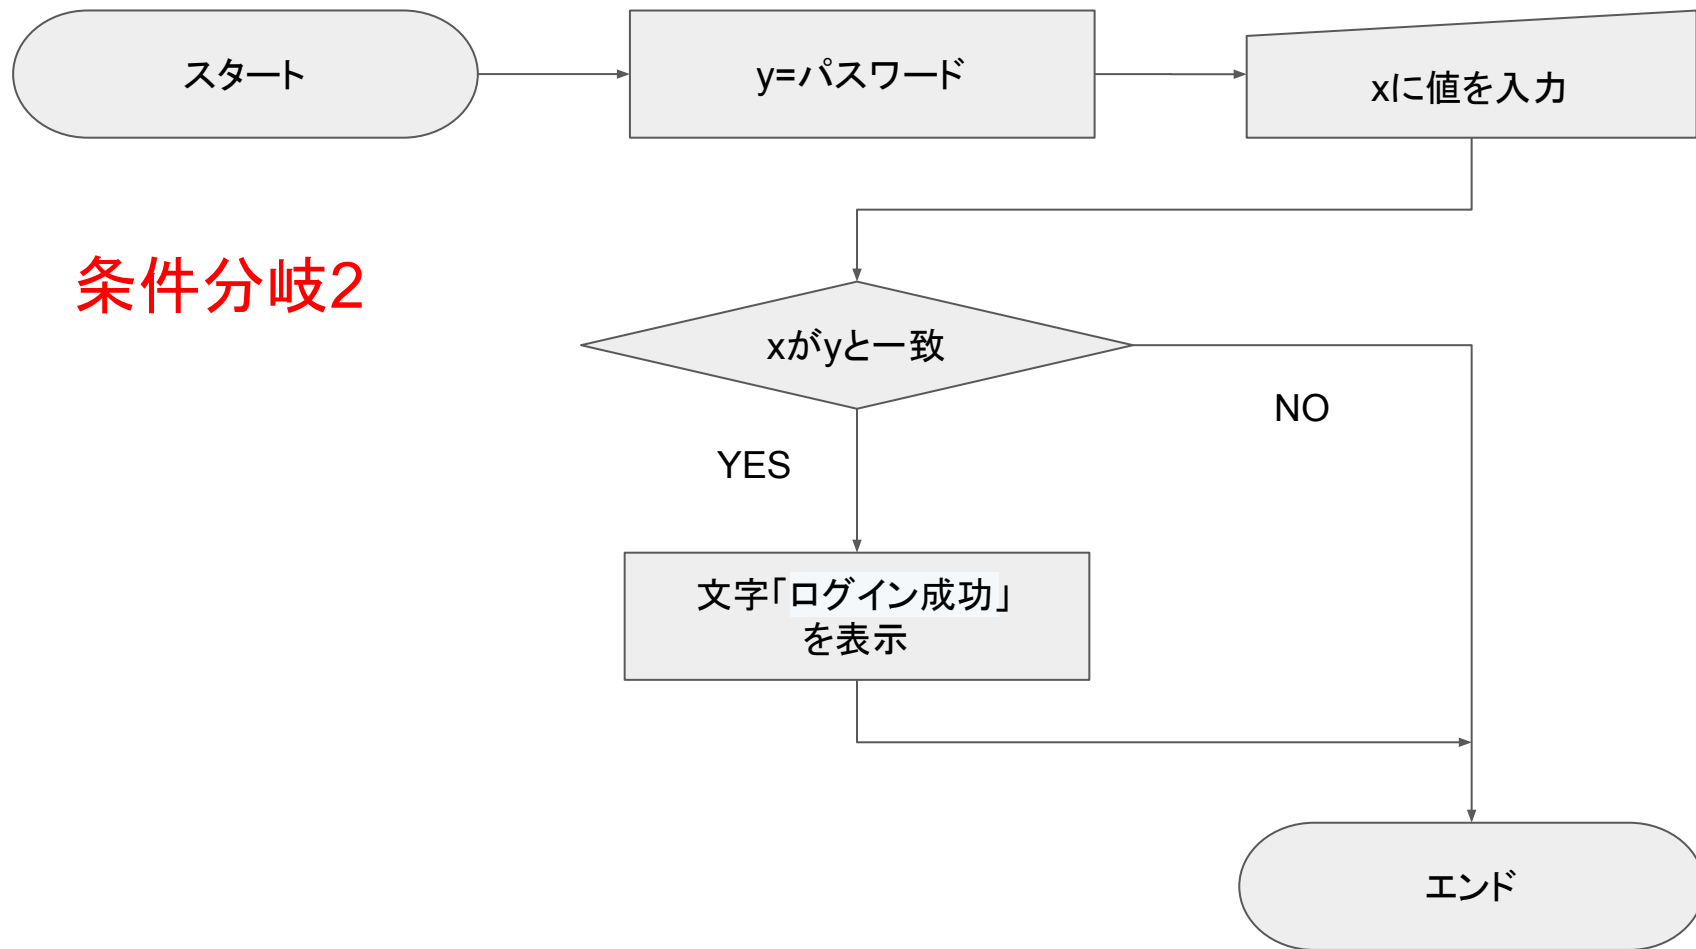 スタート
y=パスワード
xに値を入力
条件分岐2
xがyと一致
NO
YES
文字「ログイン成功」
を表示
エンド